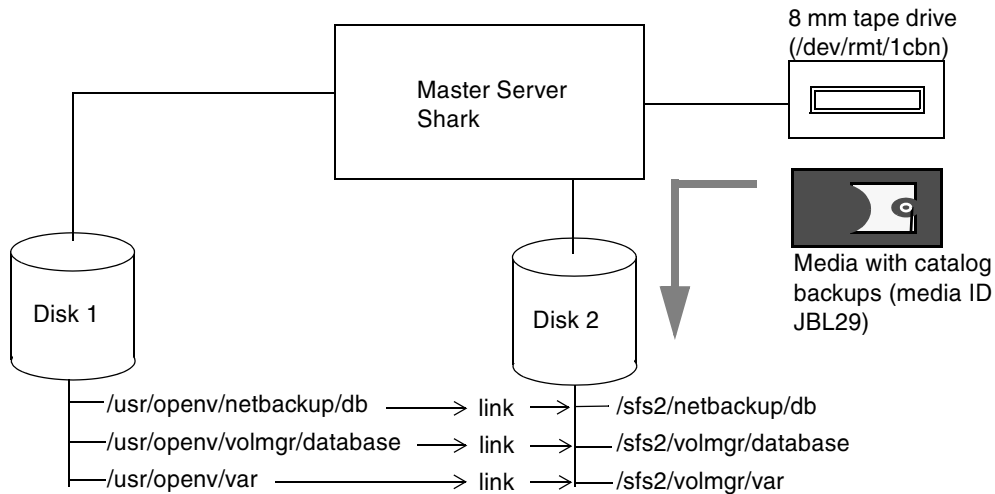 8 mm tape drive
(/dev/rmt/1cbn)
Master Server
Shark
Media with catalog
backups (media ID
JBL29)
Disk 1
Disk 2
/usr/openv/netbackup/db link /sfs2/netbackup/db
/usr/openv/volmgr/database link /sfs2/volmgr/database
/usr/openv/var link /sfs2/volmgr/var